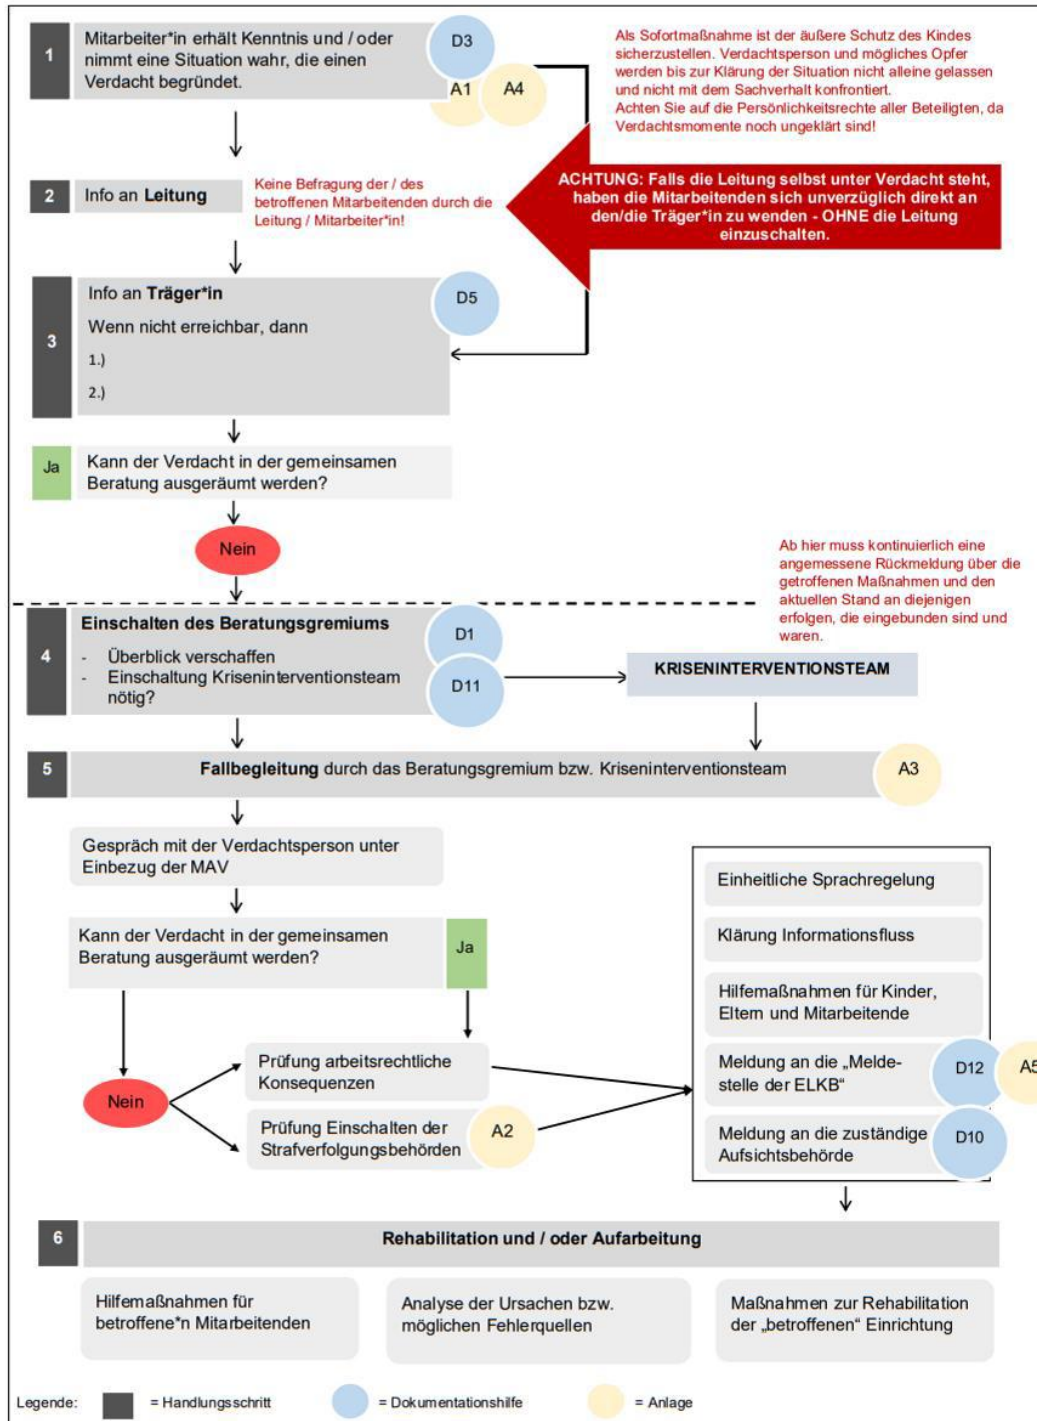 1
Mitarbeiter*in erhält Kenntnis und / oder
nimmt eine Situation wahr, die einen
Verdacht begründet.
D3
A1
A4
Als Sofortmaßnahme ist der äußere Schutz des Kindes
sicherzustellen. Verdachtsperson und mögliches Opfer
werden bis zur Klärung der Situation nicht alleine gelassen
und nicht mit dem Sachverhalt konfrontiert.
Achten Sie auf die Persönlichkeitsrechte aller Beteiligten, da
Verdachtsmomente noch ungeklärt sind!
2
Info an Leitung
Keine Befragung der / des
betroffenen Mitarbeitenden durch die
Leitung / Mitarbeiter*in!
ACHTUNG: Falls die Leitung selbst unter Verdacht steht,
haben die Mitarbeitenden sich unverzüglich direkt an
den/die Träger*in zu wenden - OHNE die Leitung
einzuschalten.
3
Info an Träger*in
Wenn nicht erreichbar, dann
1.)
2.)
D5
Ja
Kann der Verdacht in der gemeinsamen
Beratung ausgeräumt werden?
Nein
Ab hier muss kontinuierlich eine
angemessene Rückmeldung über die
getroffenen Maßnahmen und den
aktuellen Stand an diejenigen
erfolgen, die eingebunden sind und
waren.
4
Einschalten des Beratungsgremiums
- Überblick verschaffen
- Einschaltung Kriseninterventionsteam
nötig?
D1
D11
KRISENINTERVENTIONSTEAM
5
Fallbegleitung durch das Beratungsgremium bzw. Kriseninterventionsteam
A3
Gespräch mit der Verdachtsperson unter
Einbezug der MAV
Kann der Verdacht in der gemeinsamen
Beratung ausgeräumt werden?
Ja
Nein
Prüfung arbeitsrechtliche
Konsequenzen
Prüfung Einschalten der
Strafverfolgungsbehörden
A2
Einheitliche Sprachregelung
Klärung Informationsfluss
Hilfemaßnahmen für Kinder,
Eltern und Mitarbeitende
Meldung an die „Melde-
stelle der ELKB“
D12
A5
Meldung an die zuständige
Aufsichtsbehörde
D10
6
Rehabilitation und / oder Aufarbeitung
Hilfemaßnahmen für
betroffene*n Mitarbeitenden
Analyse der Ursachen bzw.
möglichen Fehlerquellen
Maßnahmen zur Rehabilitation
der „betroffenen“ Einrichtung
Legende:
= Handlungsschritt
= Dokumentationshilfe
= Anlage